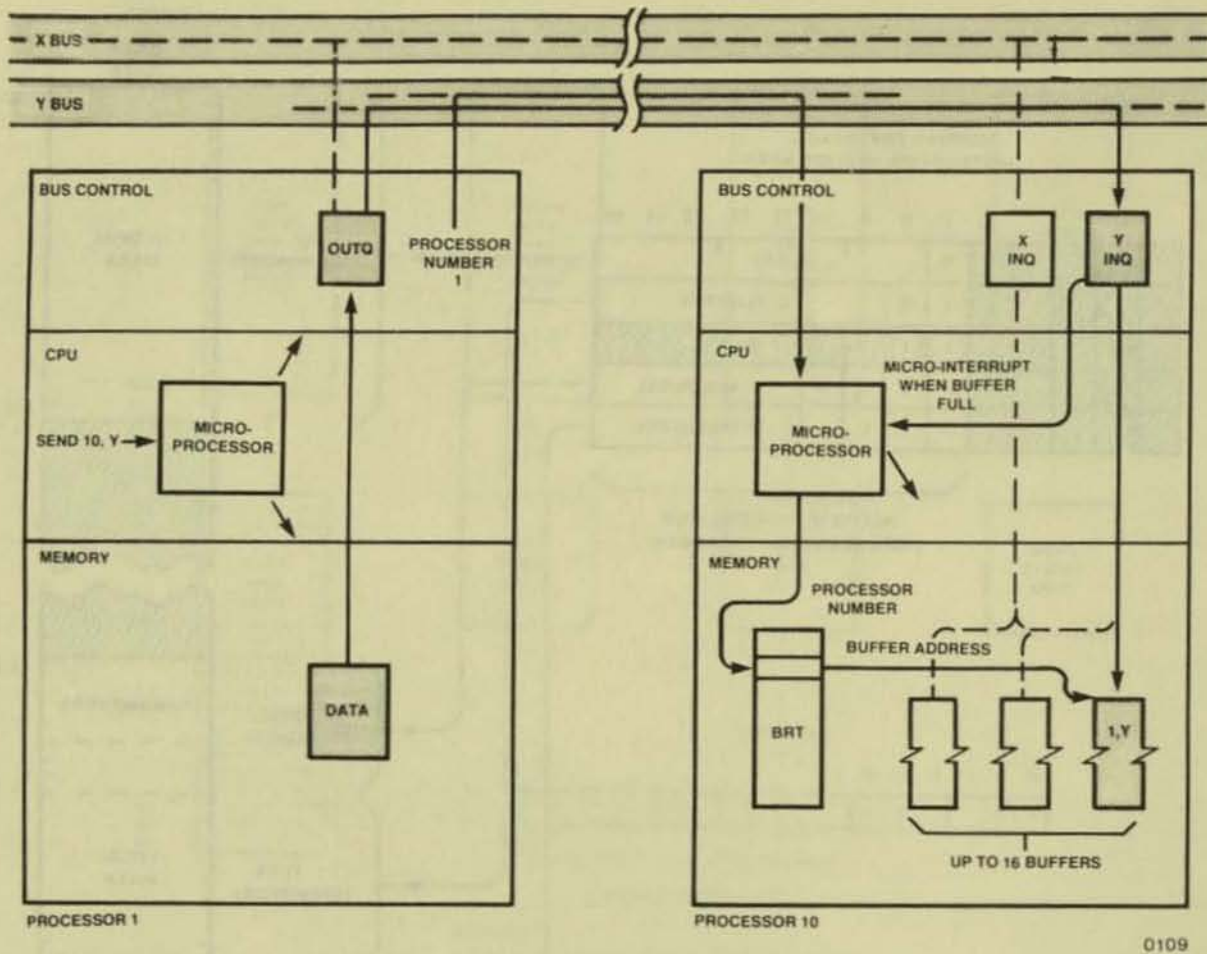 X BUS
Y BUS
BUS CONTROL
OUTQ
PROCESSOR
NUMBER
1
CPU
SEND 10, Y
MICRO-
PROCESSOR
MEMORY
DATA
PROCESSOR 1
BUS CONTROL
X
INQ
Y
INQ
CPU
MICRO-INTERRUPT
WHEN BUFFER
FULL
MICRO-
PROCESSOR
MEMORY
PROCESSOR
NUMBER
BUFFER ADDRESS
BRT
1,Y
UP TO 16 BUFFERS
PROCESSOR 10
0109